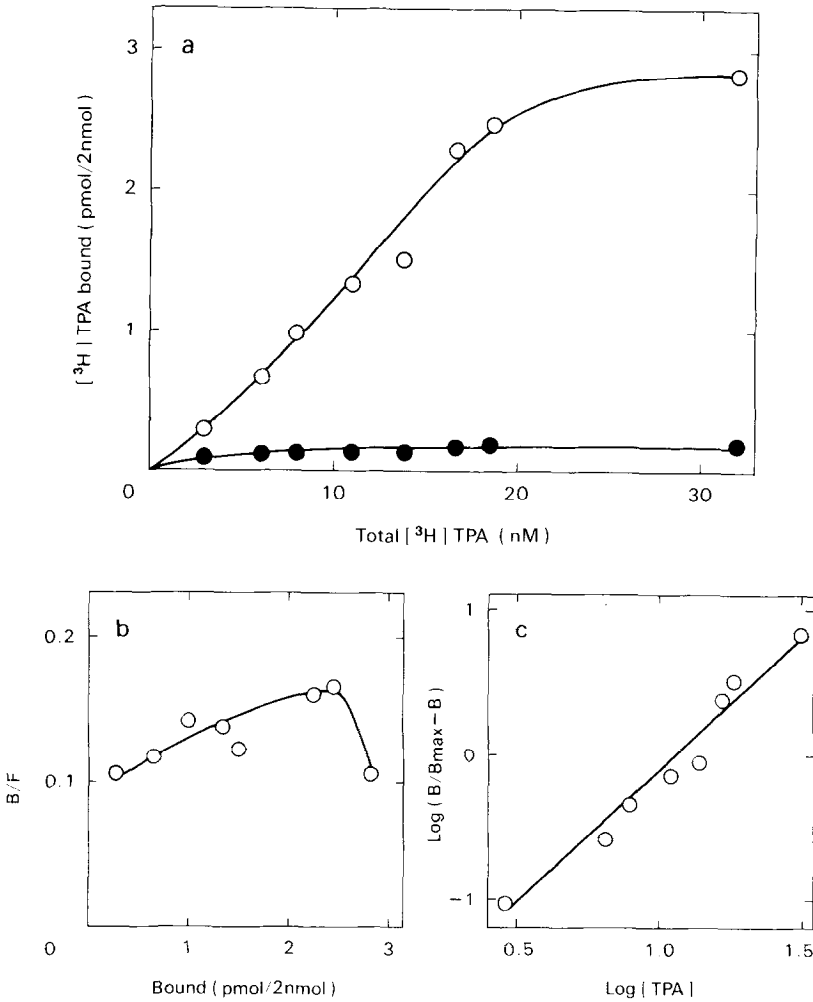 a
3
2
1
0
10
20
30
[ ³H ] TPA bound ( pmol/2nmol )
Total [ ³H ] TPA ( nM )
b
0.2
0.1
0
1
2
3
B/F
Bound ( pmol/2nmol )
c
1
0
−1
0.5
1.0
1.5
Log ( B/Bmax − B )
Log [ TPA ]